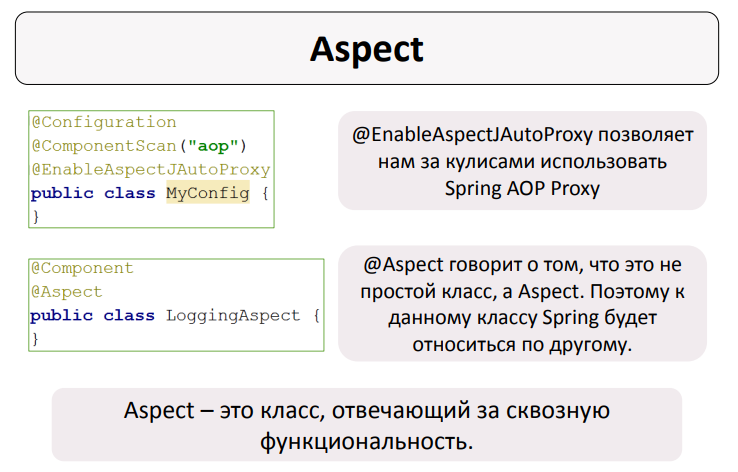 Aspect
@Configuration
@ComponentScan("aop")
@EnableAspectJAutoProxy
public class MyConfig {
}
@EnableAspectJAutoProxy позволяет
нам за кулисами использовать
Spring AOP Proxy
@Component
@Aspect
public class LoggingAspect {
}
@Aspect говорит о том, что это не
простой класс, а Aspect. Поэтому к
данному классу Spring будет
относиться по другому.
Aspect – это класс, отвечающий за сквозную
функциональность.